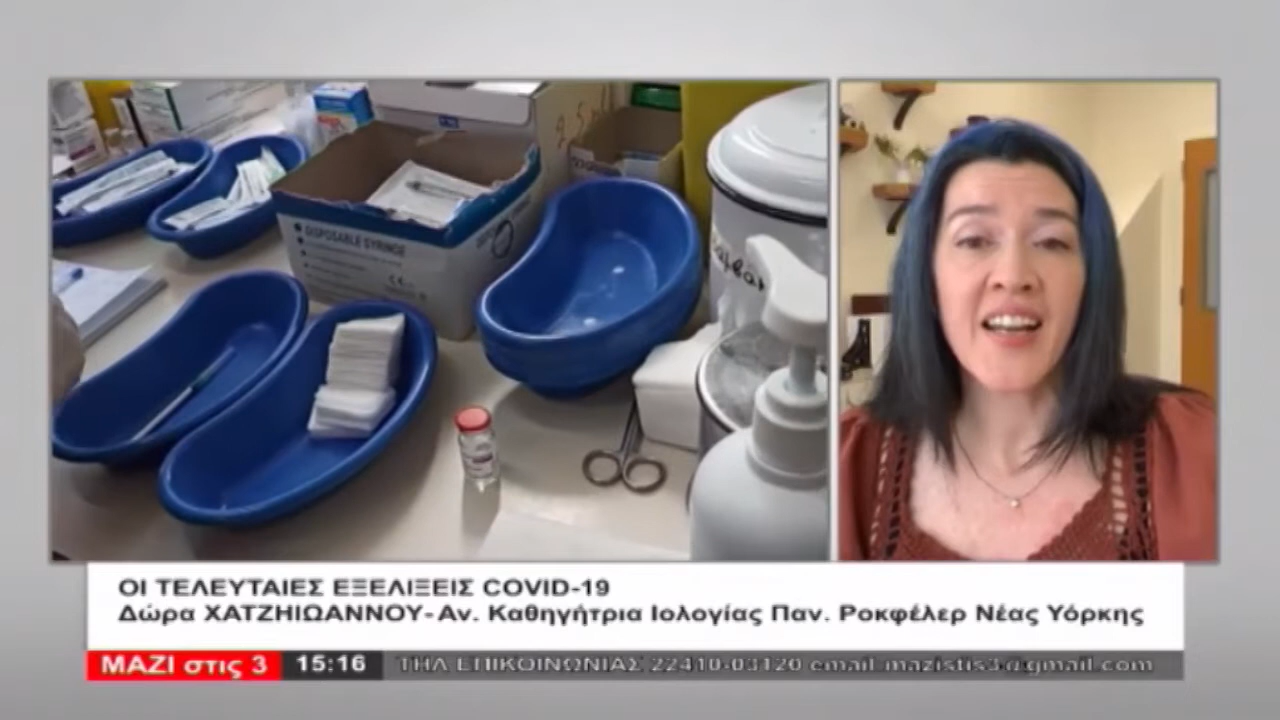 DISPOSABLE SYRINGE
ΟΙ ΤΕΛΕΥΤΑΙΕΣ ΕΞΕΛΙΞΕΙΣ COVID-19
Δώρα ΧΑΤΖΗΙΩΑΝΝΟΥ-Αν. Καθηγήτρια Ιολογίας Παν. Ροκφέλερ Νέας Υόρκης
ΜΑΖΙ στις 3 15:16 ΤΗΛ ΕΠΙΚΟΙΝΩΝΙΑΣ 22410-03120 email mazistis3@gmail.com